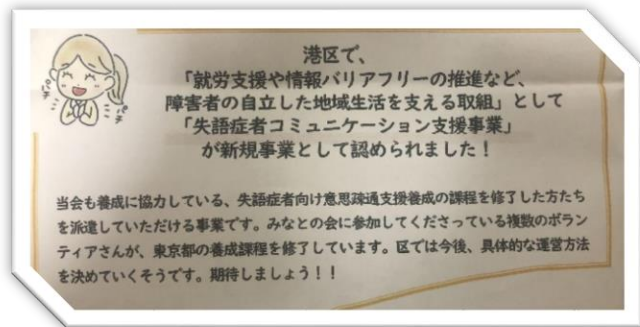 港区で、
「就労支援や情報バリアフリーの推進など、
障害者の自立した地域生活を支える取組」として
「失語症者コミュニケーション支援事業」
が新規事業として認められました！
当会も養成に協力している、失語症者向け意思疎通支援養成の課程を修了した方たち
を派遣していただける事業です。みなとの会に参加してくださっている複数のボラン
ティアさんが、東京都の養成課程を修了しています。区では今後、具体的な運営方法
を決めていくそうです。期待しましょう！！